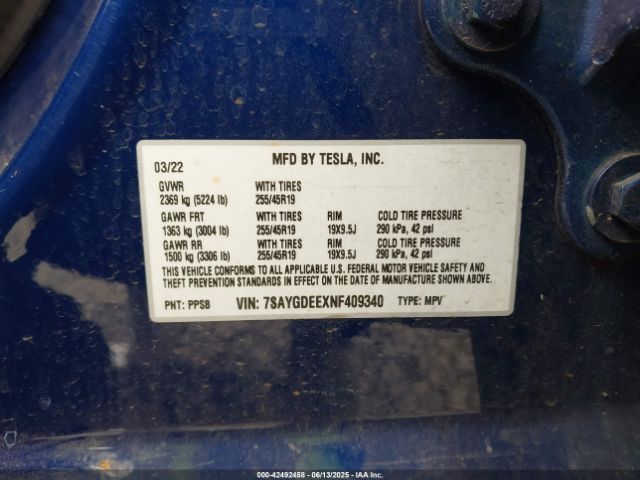 03/22 MFD BY TESLA, INC.
GVWR WITH TIRES
2369 kg (5224 lb) 255/45R19
GAWR FRT WITH TIRES RIM COLD TIRE PRESSURE
1363 kg (3004 lb) 255/45R19 19X9.5J 290 kPa, 42 psi
GAWR RR WITH TIRES RIM COLD TIRE PRESSURE
1500 kg (3306 lb) 255/45R19 19X9.5J 290 kPa, 42 psi
THIS VEHICLE CONFORMS TO ALL APPLICABLE U.S. FEDERAL MOTOR VEHICLE SAFETY AND
THEFT PREVENTION STANDARDS IN EFFECT ON THE DATE OF MANUFACTURE SHOWN ABOVE.
PNT: PPSB VIN: 7SAYGDEEXNF409340 TYPE: MPV
000-42492458 - 06/13/2025 - IAA Inc.